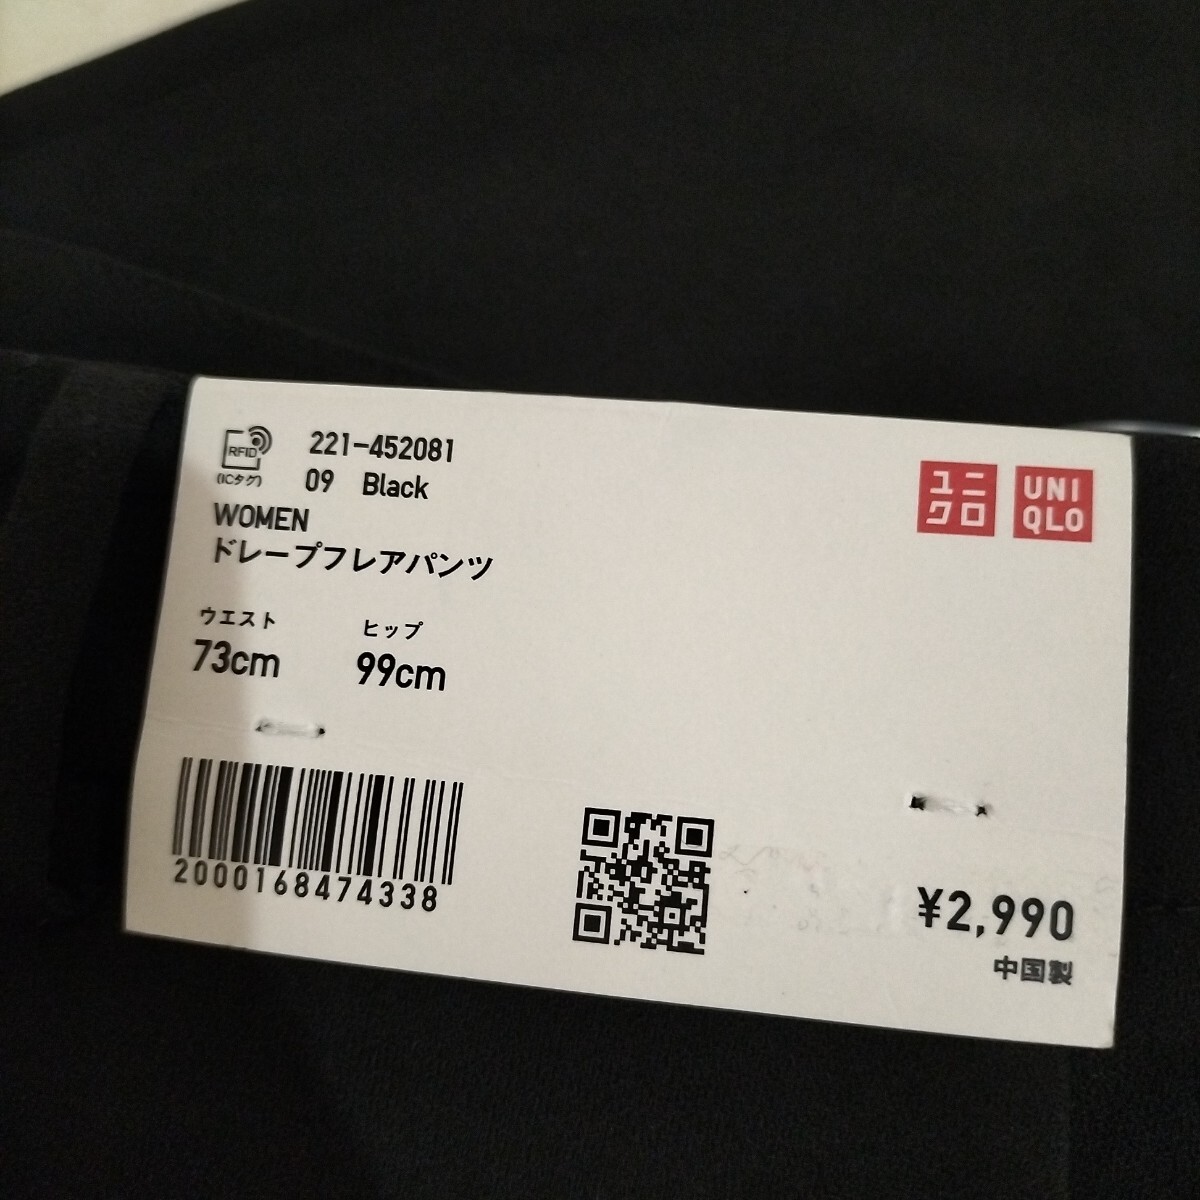 RFID
(ICタグ)
221-452081
09 Black
WOMEN
ドレープフレアパンツ
ユニ
クロ
UNI
QLO
ウエスト
73cm
ヒップ
99cm
2000168474338
¥2,990
中国製